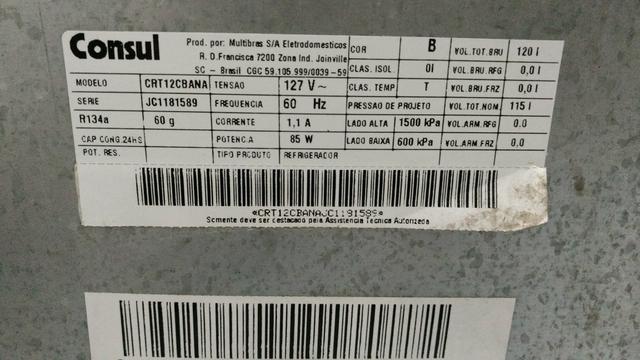 Consul
Prod. por: Multibras S/A Eletrodomesticos
R. D.Francisca 7200 Zona Ind. Joinville
SC - Brasil CGC 59.105.999/0039-59
COR B VOL.TOT.BRU 120 l
CLAS. ISOL 0I VOL.BRU.RFG 0,0 l
MODELO CRT12CBANA TENSAO 127 V~ CLAS. TEMP T VOL.BRU.FRZ 0,0 l
SERIE JC1181589 FREQUENCIA 60 Hz PRESSAO DE PROJETO VOL.TOT.NOM. 115 l
R134a 60 g CORRENTE 1,1 A LADO ALTA 1500 kPa VOL.ARM.RFG 0.0
CAP CONG.24HS POTENCIA 85 W LADO BAIXA 600 kPa VOL.ARM.FRZ 0,0
POT. RES. TIPO PRODUTO REFRIGERADOR
*CRT12CBANAJC1181589*
Somente deve ser destacado pela Assistencia Tecnica Autorizada